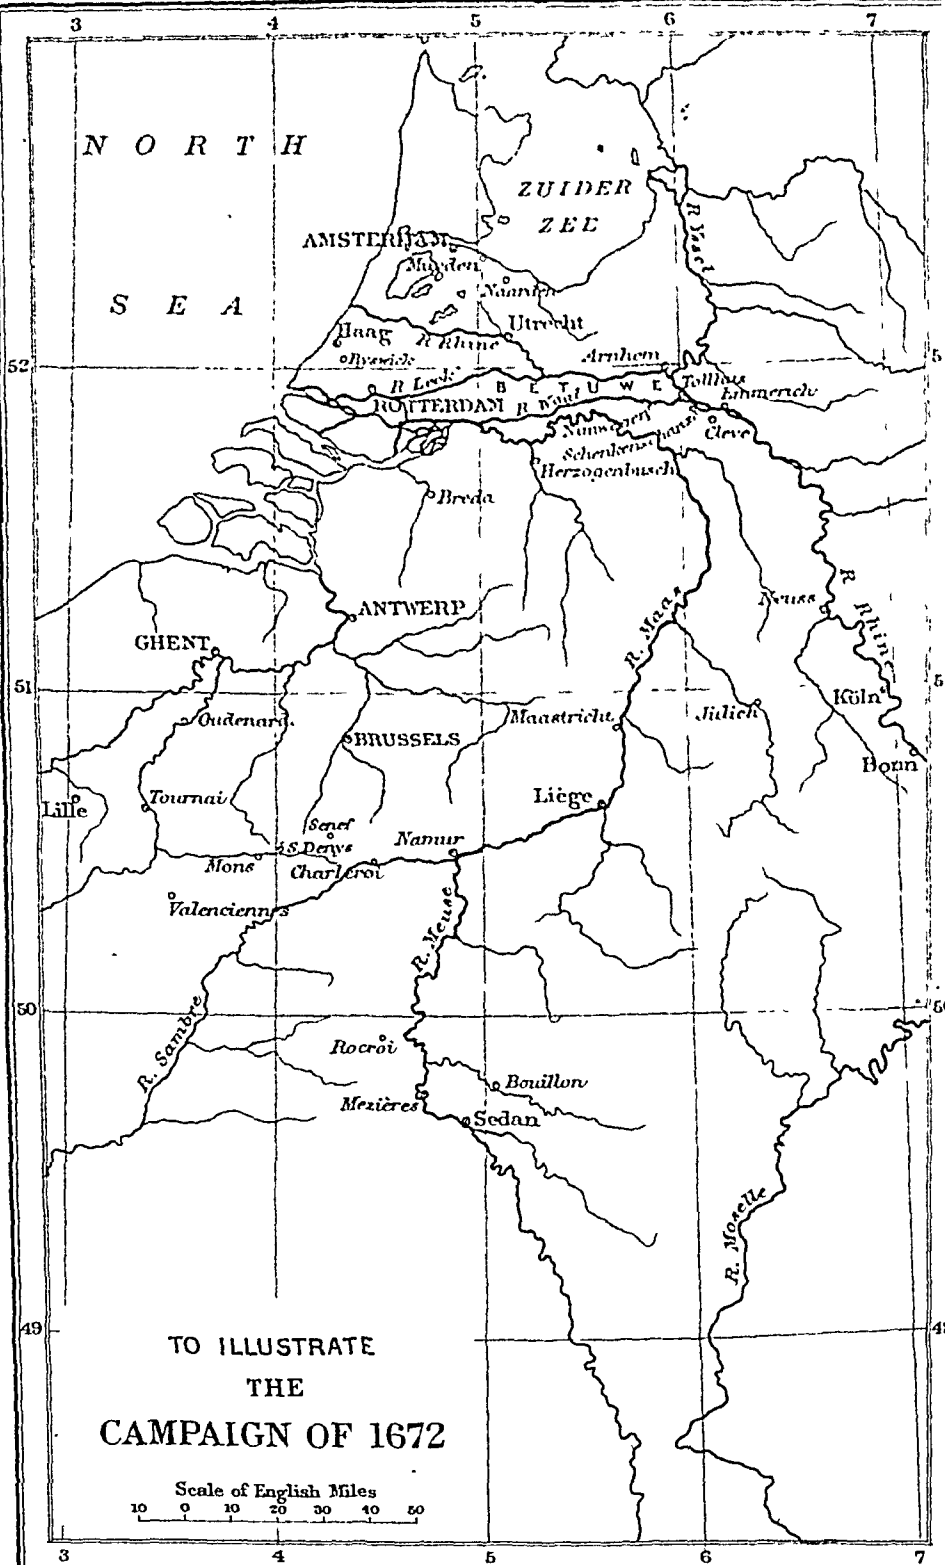 3 4 5 6 7
NORTH
SEA
ZUIDER
ZEE
AMSTERDAM
Muyden
Naarden
R Yssel
Haag
R Rhine
Utrecht
Ryswick
Arnhem
52
5
R Leck
BETUWE
Tolhuis
Emmerich
ROTTERDAM
R Waal
Nimwegen
Cleve
Schenkenschanze
Herzogenbusch
Breda
ANTWERP
Neuss
R Rhine
GHENT
R. Maas
51
5
Köln
Oudenard.
Maastricht
Jülich
BRUSSELS
Bonn
Lille
Tournai
Liège
Senef
S. Denys
Namur
Mons
Charleroi
Valenciennes
R. Meuse
50
R. Sambre
Rocroi
Bouillon
Mezières
Sedan
R. Moselle
49
TO ILLUSTRATE
THE
CAMPAIGN OF 1672
Scale of English Miles
10 0 10 20 30 40 50
3 4 5 6 7